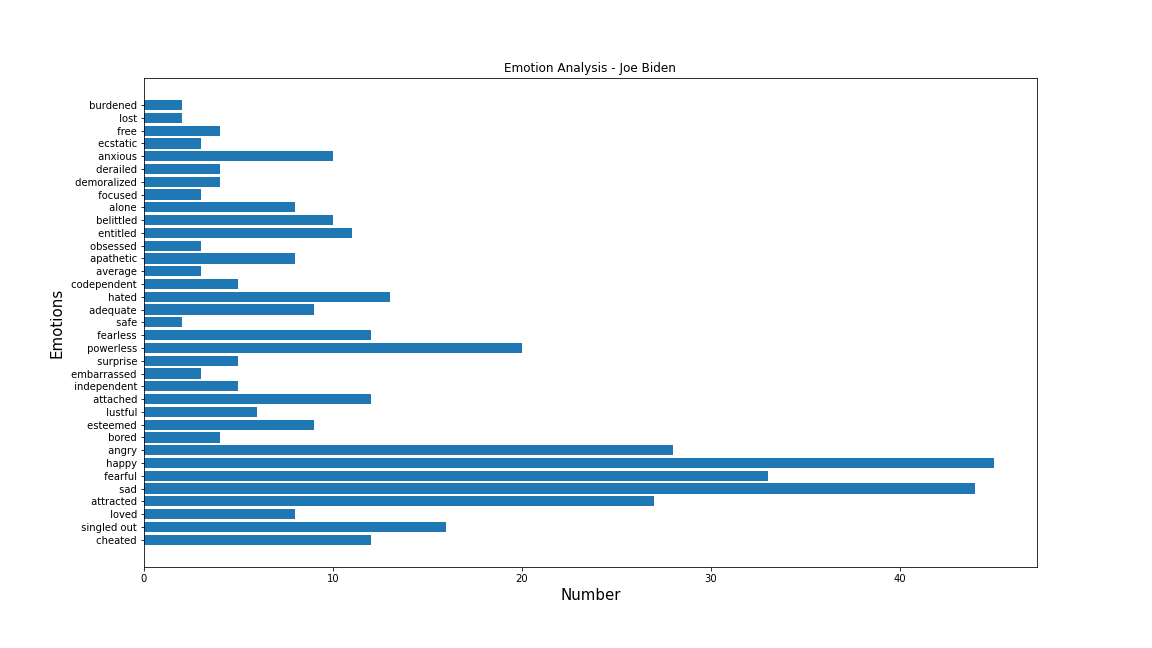 Emotion Analysis - Joe Biden
burdened
lost
free
ecstatic
anxious
derailed
demoralized
focused
alone
belittled
entitled
obsessed
apathetic
average
codependent
hated
adequate
safe
fearless
powerless
surprise
embarrassed
independent
attached
lustful
esteemed
bored
angry
happy
fearful
sad
attracted
loved
singled out
cheated
Emotions
0 10 20 30 40
Number